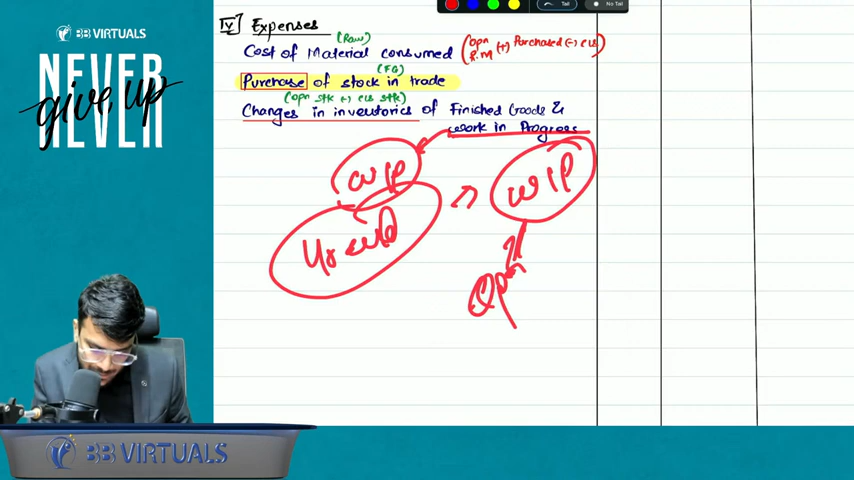 Tail
No Tail
BB VIRTUALS
NEVER
give up
NEVER
IV] Expenses
(Raw)
Cost of Material consumed (opn R.M (+) Purchased (-) cls)
(FG)
Purchase of stock in trade
(opn stk (-) cls stk)
Changes in inventories of Finished Goods &
work in Progress
WIP
WIP
Yr end
Opn
BB VIRTUALS